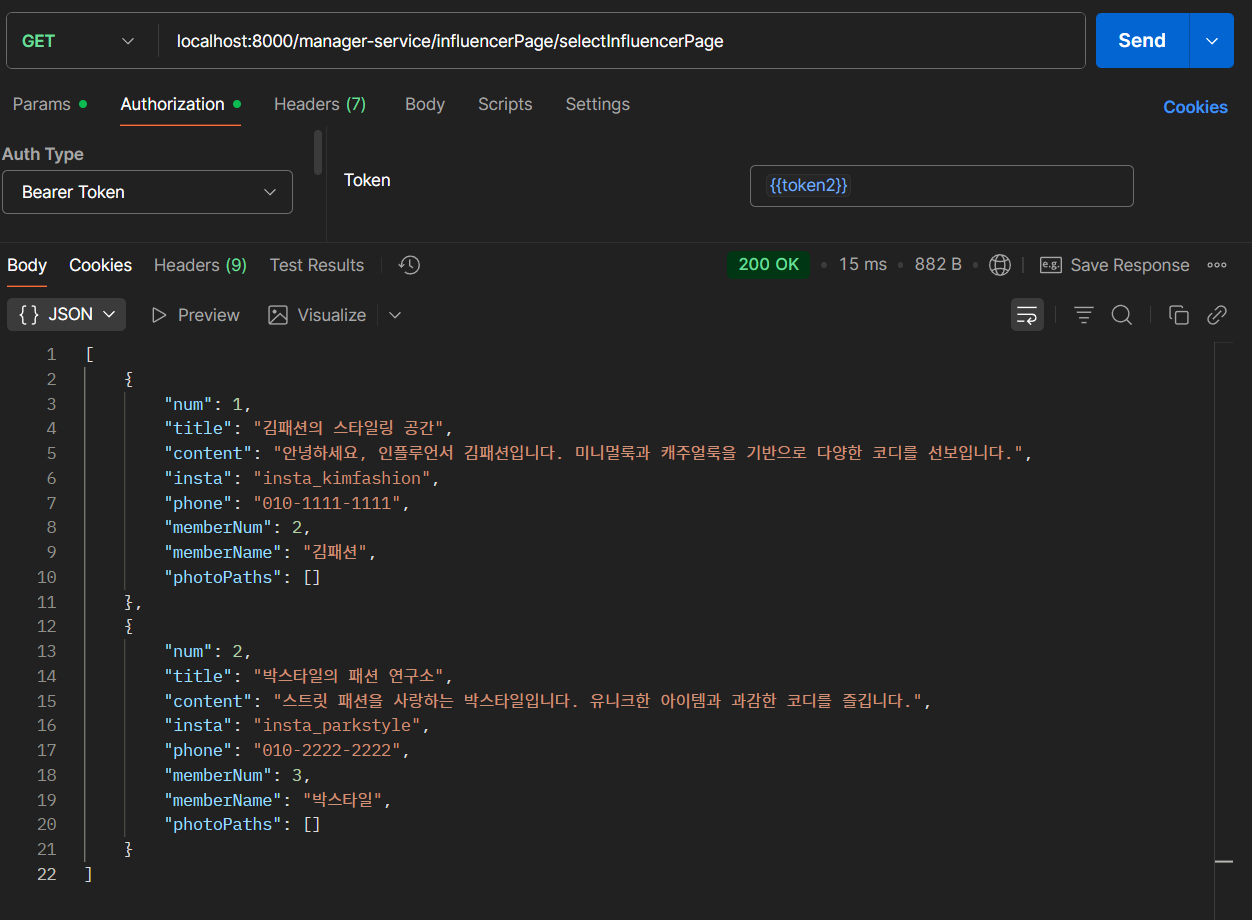 GET localhost:8000/manager-service/influencerPage/selectInfluencerPage Send
Params Authorization Headers (7) Body Scripts Settings Cookies
Auth Type
Bearer Token
Token {{token2}}
Body Cookies Headers (9) Test Results 200 OK 15 ms 882 B e.g. Save Response
{} JSON Preview Visualize
1 [
2 {
3 "num": 1,
4 "title": "김패션의 스타일링 공간",
5 "content": "안녕하세요, 인플루언서 김패션입니다. 미니멀룩과 캐주얼룩을 기반으로 다양한 코디를 선보입니다.",
6 "insta": "insta_kimfashion",
7 "phone": "010-1111-1111",
8 "memberNum": 2,
9 "memberName": "김패션",
10 "photoPaths": []
11 },
12 {
13 "num": 2,
14 "title": "박스타일의 패션 연구소",
15 "content": "스트릿 패션을 사랑하는 박스타일입니다. 유니크한 아이템과 과감한 코디를 즐깁니다.",
16 "insta": "insta_parkstyle",
17 "phone": "010-2222-2222",
18 "memberNum": 3,
19 "memberName": "박스타일",
20 "photoPaths": []
21 }
22 ]